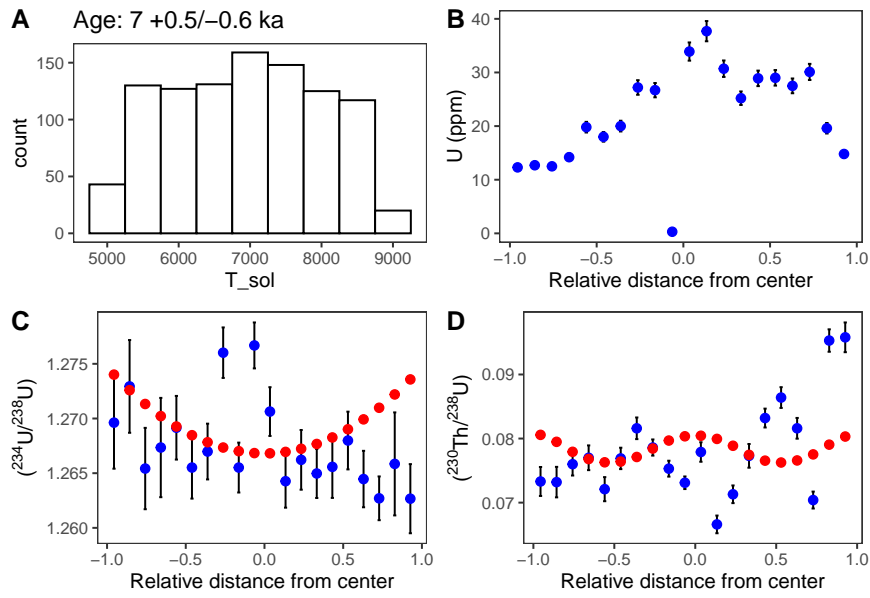 A Age: 7 +0.5/−0.6 ka
count
150
100
50
0
5000 6000 7000 8000 9000
T_sol
B
U (ppm)
40
30
20
10
0
−1.0 −0.5 0.0 0.5 1.0
Relative distance from center
C
(²³⁴U/²³⁸U)
1.275
1.270
1.265
1.260
−1.0 −0.5 0.0 0.5 1.0
Relative distance from center
D
(²³⁰Th/²³⁸U)
0.09
0.08
0.07
−1.0 −0.5 0.0 0.5 1.0
Relative distance from center